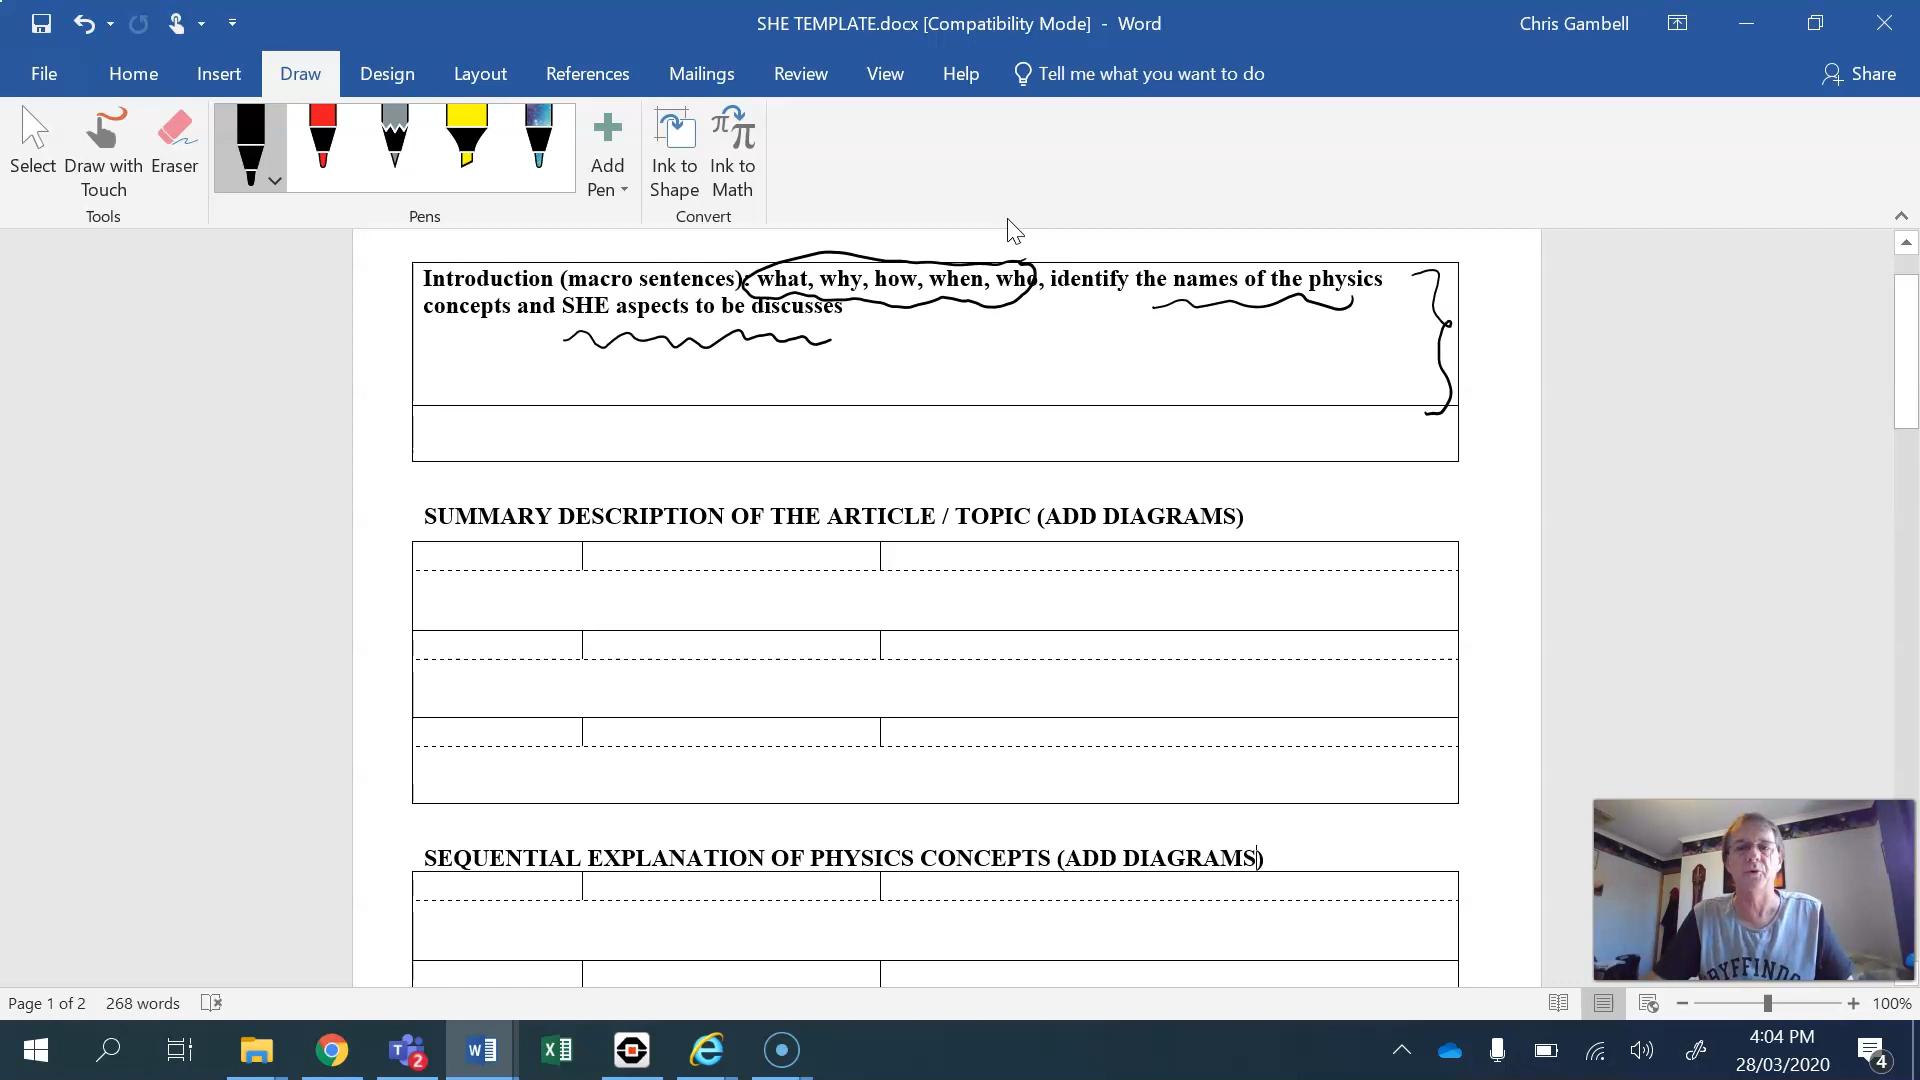 SHE TEMPLATE.docx [Compatibility Mode] - Word
Chris Gambell
File Home Insert Draw Design Layout References Mailings Review View Help Tell me what you want to do Share
Select Draw with Touch Eraser Add Pen Ink to Shape Ink to Math
Tools Pens Convert
Introduction (macro sentences): what, why, how, when, who, identify the names of the physics
concepts and SHE aspects to be discusses
SUMMARY DESCRIPTION OF THE ARTICLE / TOPIC (ADD DIAGRAMS)
SEQUENTIAL EXPLANATION OF PHYSICS CONCEPTS (ADD DIAGRAMS)
RYFFINDO
Page 1 of 2 268 words 100%
2
4:04 PM
28/03/2020
4